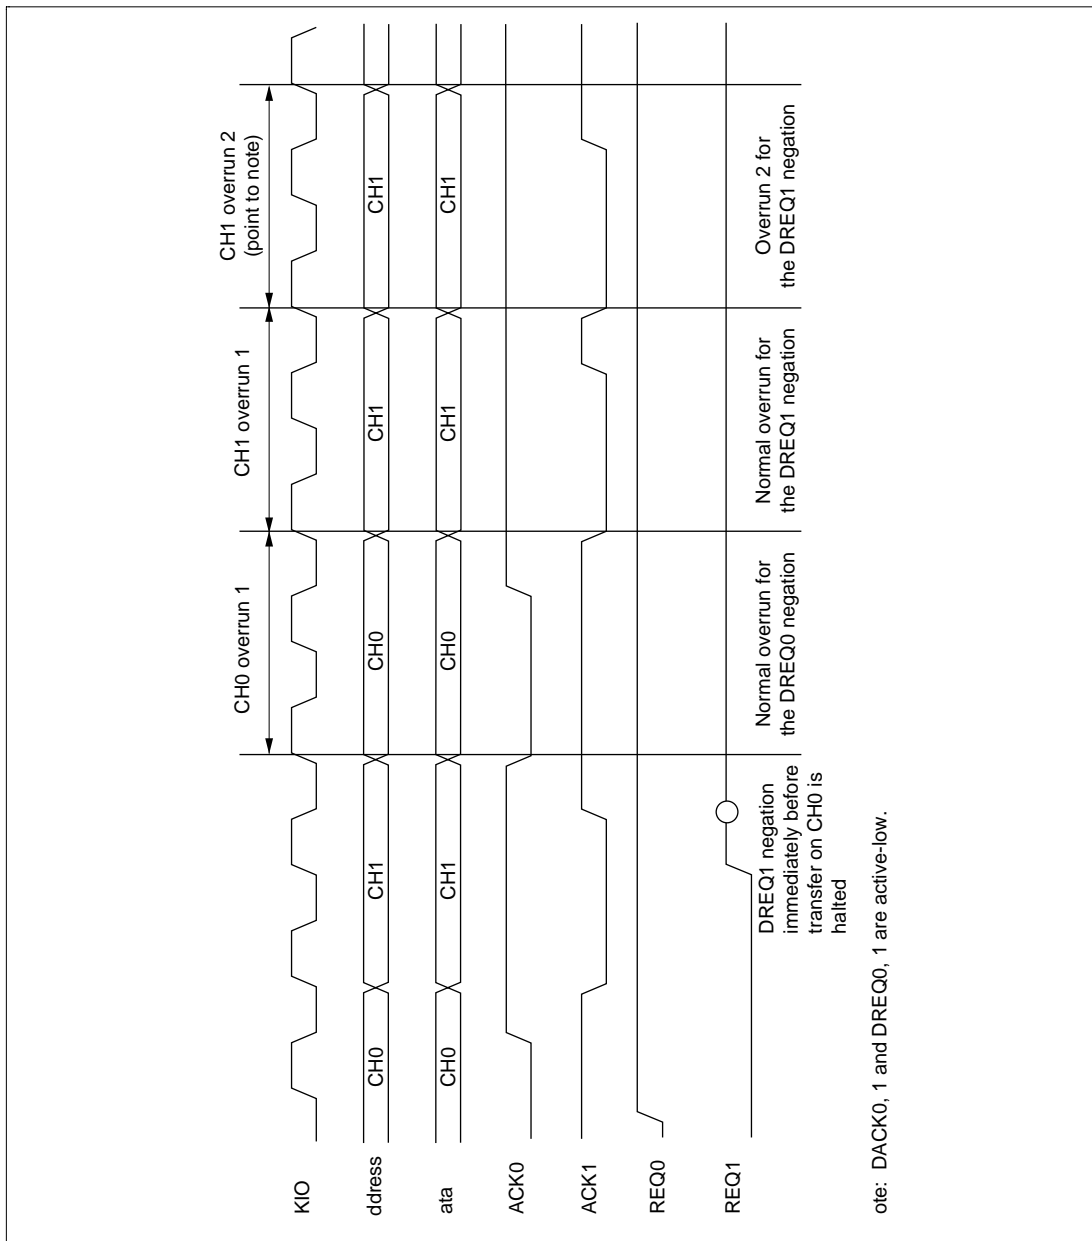 CH0 overrun 1
CH1 overrun 1
CH1 overrun 2
(point to note)
KIO
ddress
CH0
CH1
CH0
CH1
CH1
ata
CH0
CH1
CH0
CH1
CH1
ACK0
ACK1
REQ0
REQ1
DREQ1 negation
immediately before
transfer on CH0 is
halted
Normal overrun for
the DREQ0 negation
Normal overrun for
the DREQ1 negation
Overrun 2 for
the DREQ1 negation
ote: DACK0, 1 and DREQ0, 1 are active-low.